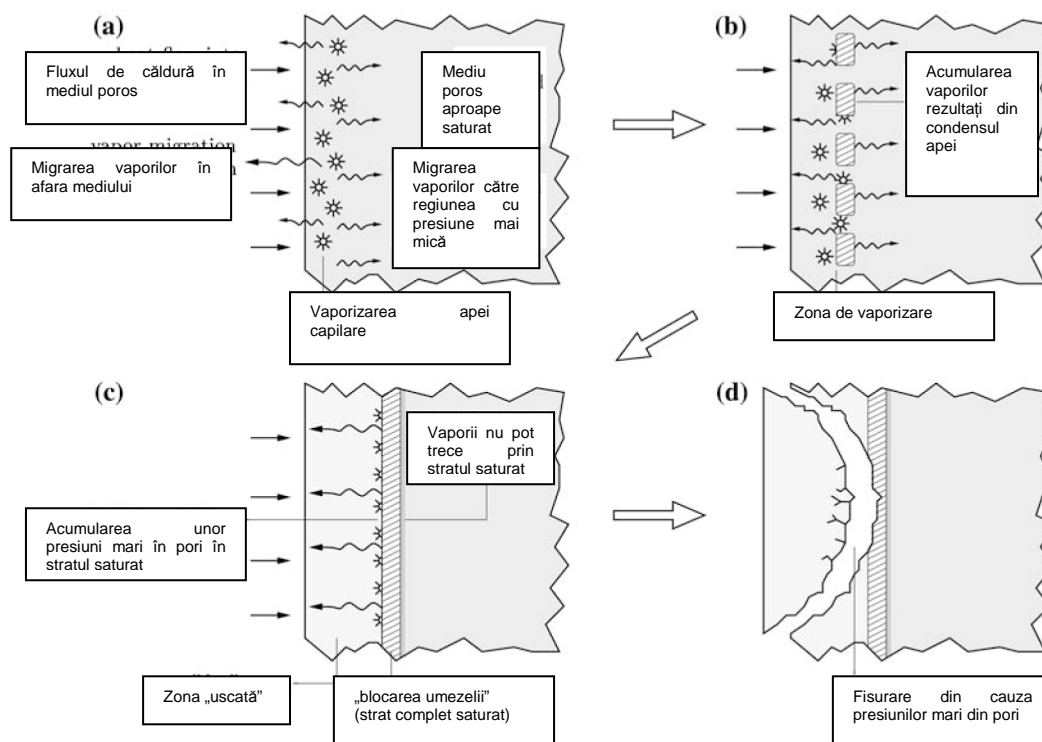 (a)
Fluxul de căldură în
mediul poros
vapor migration
Migrarea vaporilor în
afara mediului
Mediu
poros
aproape
saturat
Migrarea
vaporilor către
regiunea cu
presiune mai
mică
Vaporizarea apei
capilare
(b)
Acumularea
vaporilor
rezultați din
condensul
apei
Zona de vaporizare
(c)
Vaporii nu pot
trece prin
stratul saturat
Acumularea unor
presiuni mari în pori în
stratul saturat
Zona „uscată”
„blocarea umezelii”
(strat complet saturat)
(d)
Fisurare din cauza
presiunilor mari din pori